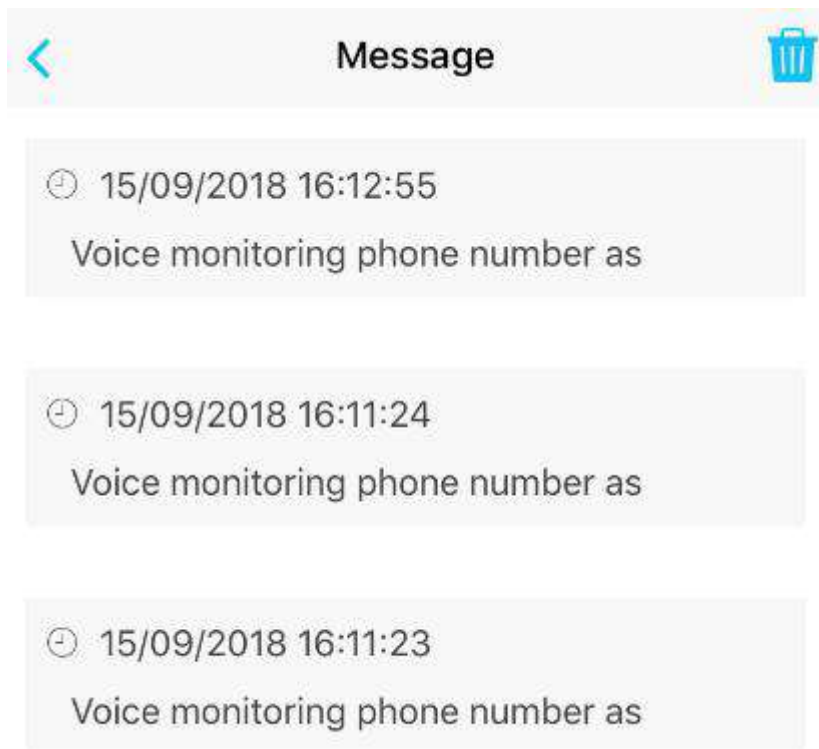 Message
15/09/2018 16:12:55
Voice monitoring phone number as
15/09/2018 16:11:24
Voice monitoring phone number as
15/09/2018 16:11:23
Voice monitoring phone number as